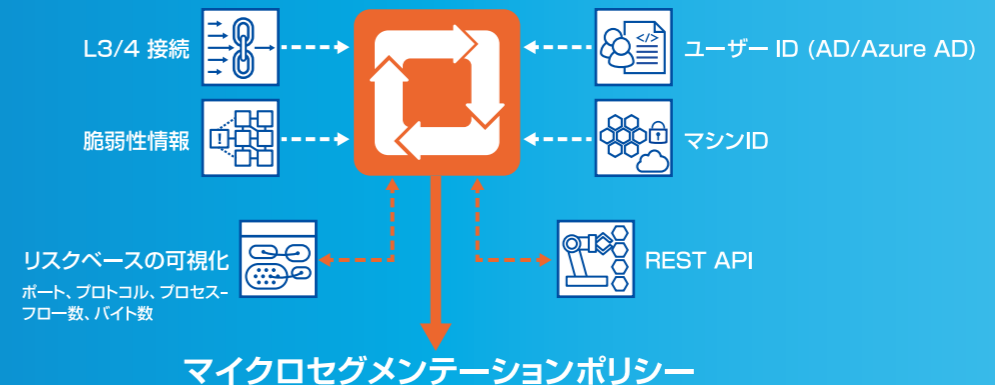 L3/4 接続
ユーザー ID (AD/Azure AD)
脆弱性情報
マシンID
リスクベースの可視化
ポート、プロトコル、プロセス-
フロー数、バイト数
REST API
マイクロセグメンテーションポリシー